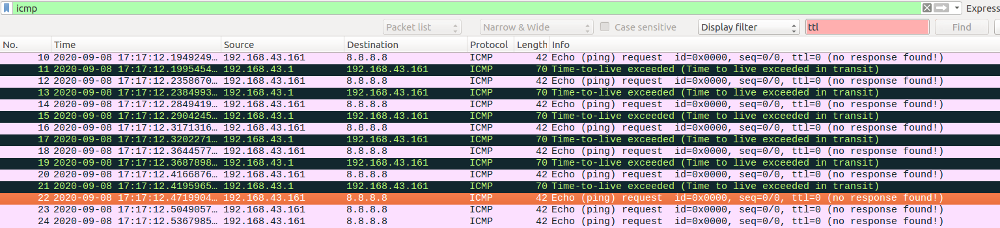 icmp Express
Packet list Narrow & Wide Case sensitive Display filter ttl Find
No. Time Source Destination Protocol Length Info
10 2020-09-08 17:17:12.1949249… 192.168.43.161 8.8.8.8 ICMP 42 Echo (ping) request id=0x0000, seq=0/0, ttl=0 (no response found!)
11 2020-09-08 17:17:12.1995454… 192.168.43.1 192.168.43.161 ICMP 70 Time-to-live exceeded (Time to live exceeded in transit)
12 2020-09-08 17:17:12.2358670… 192.168.43.161 8.8.8.8 ICMP 42 Echo (ping) request id=0x0000, seq=0/0, ttl=0 (no response found!)
13 2020-09-08 17:17:12.2384993… 192.168.43.1 192.168.43.161 ICMP 70 Time-to-live exceeded (Time to live exceeded in transit)
14 2020-09-08 17:17:12.2849419… 192.168.43.161 8.8.8.8 ICMP 42 Echo (ping) request id=0x0000, seq=0/0, ttl=0 (no response found!)
15 2020-09-08 17:17:12.2904245… 192.168.43.1 192.168.43.161 ICMP 70 Time-to-live exceeded (Time to live exceeded in transit)
16 2020-09-08 17:17:12.3171316… 192.168.43.161 8.8.8.8 ICMP 42 Echo (ping) request id=0x0000, seq=0/0, ttl=0 (no response found!)
17 2020-09-08 17:17:12.3202271… 192.168.43.1 192.168.43.161 ICMP 70 Time-to-live exceeded (Time to live exceeded in transit)
18 2020-09-08 17:17:12.3644577… 192.168.43.161 8.8.8.8 ICMP 42 Echo (ping) request id=0x0000, seq=0/0, ttl=0 (no response found!)
19 2020-09-08 17:17:12.3687898… 192.168.43.1 192.168.43.161 ICMP 70 Time-to-live exceeded (Time to live exceeded in transit)
20 2020-09-08 17:17:12.4166876… 192.168.43.161 8.8.8.8 ICMP 42 Echo (ping) request id=0x0000, seq=0/0, ttl=0 (no response found!)
21 2020-09-08 17:17:12.4195965… 192.168.43.1 192.168.43.161 ICMP 70 Time-to-live exceeded (Time to live exceeded in transit)
22 2020-09-08 17:17:12.4719904… 192.168.43.161 8.8.8.8 ICMP 42 Echo (ping) request id=0x0000, seq=0/0, ttl=0 (no response found!)
23 2020-09-08 17:17:12.5049057… 192.168.43.161 8.8.8.8 ICMP 42 Echo (ping) request id=0x0000, seq=0/0, ttl=0 (no response found!)
24 2020-09-08 17:17:12.5367985… 192.168.43.161 8.8.8.8 ICMP 42 Echo (ping) request id=0x0000, seq=0/0, ttl=0 (no response found!)